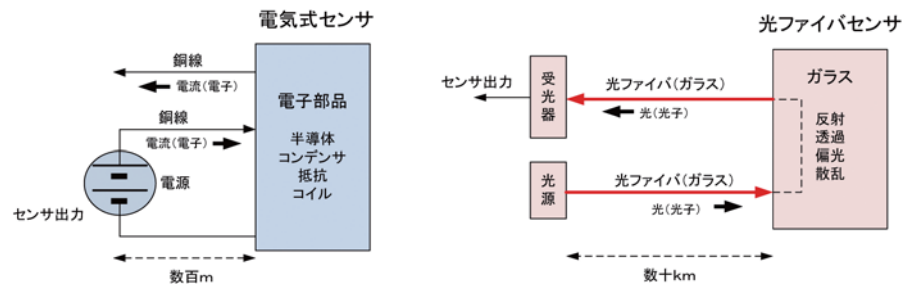 電気式センサ
銅線
電流(電子)
銅線
電流(電子)
電源
センサ出力
電子部品
半導体
コンデンサ
抵抗
コイル
数百m
光ファイバセンサ
センサ出力
受光器
光ファイバ(ガラス)
光(光子)
光源
光ファイバ(ガラス)
光(光子)
ガラス
反射
透過
偏光
散乱
数十km